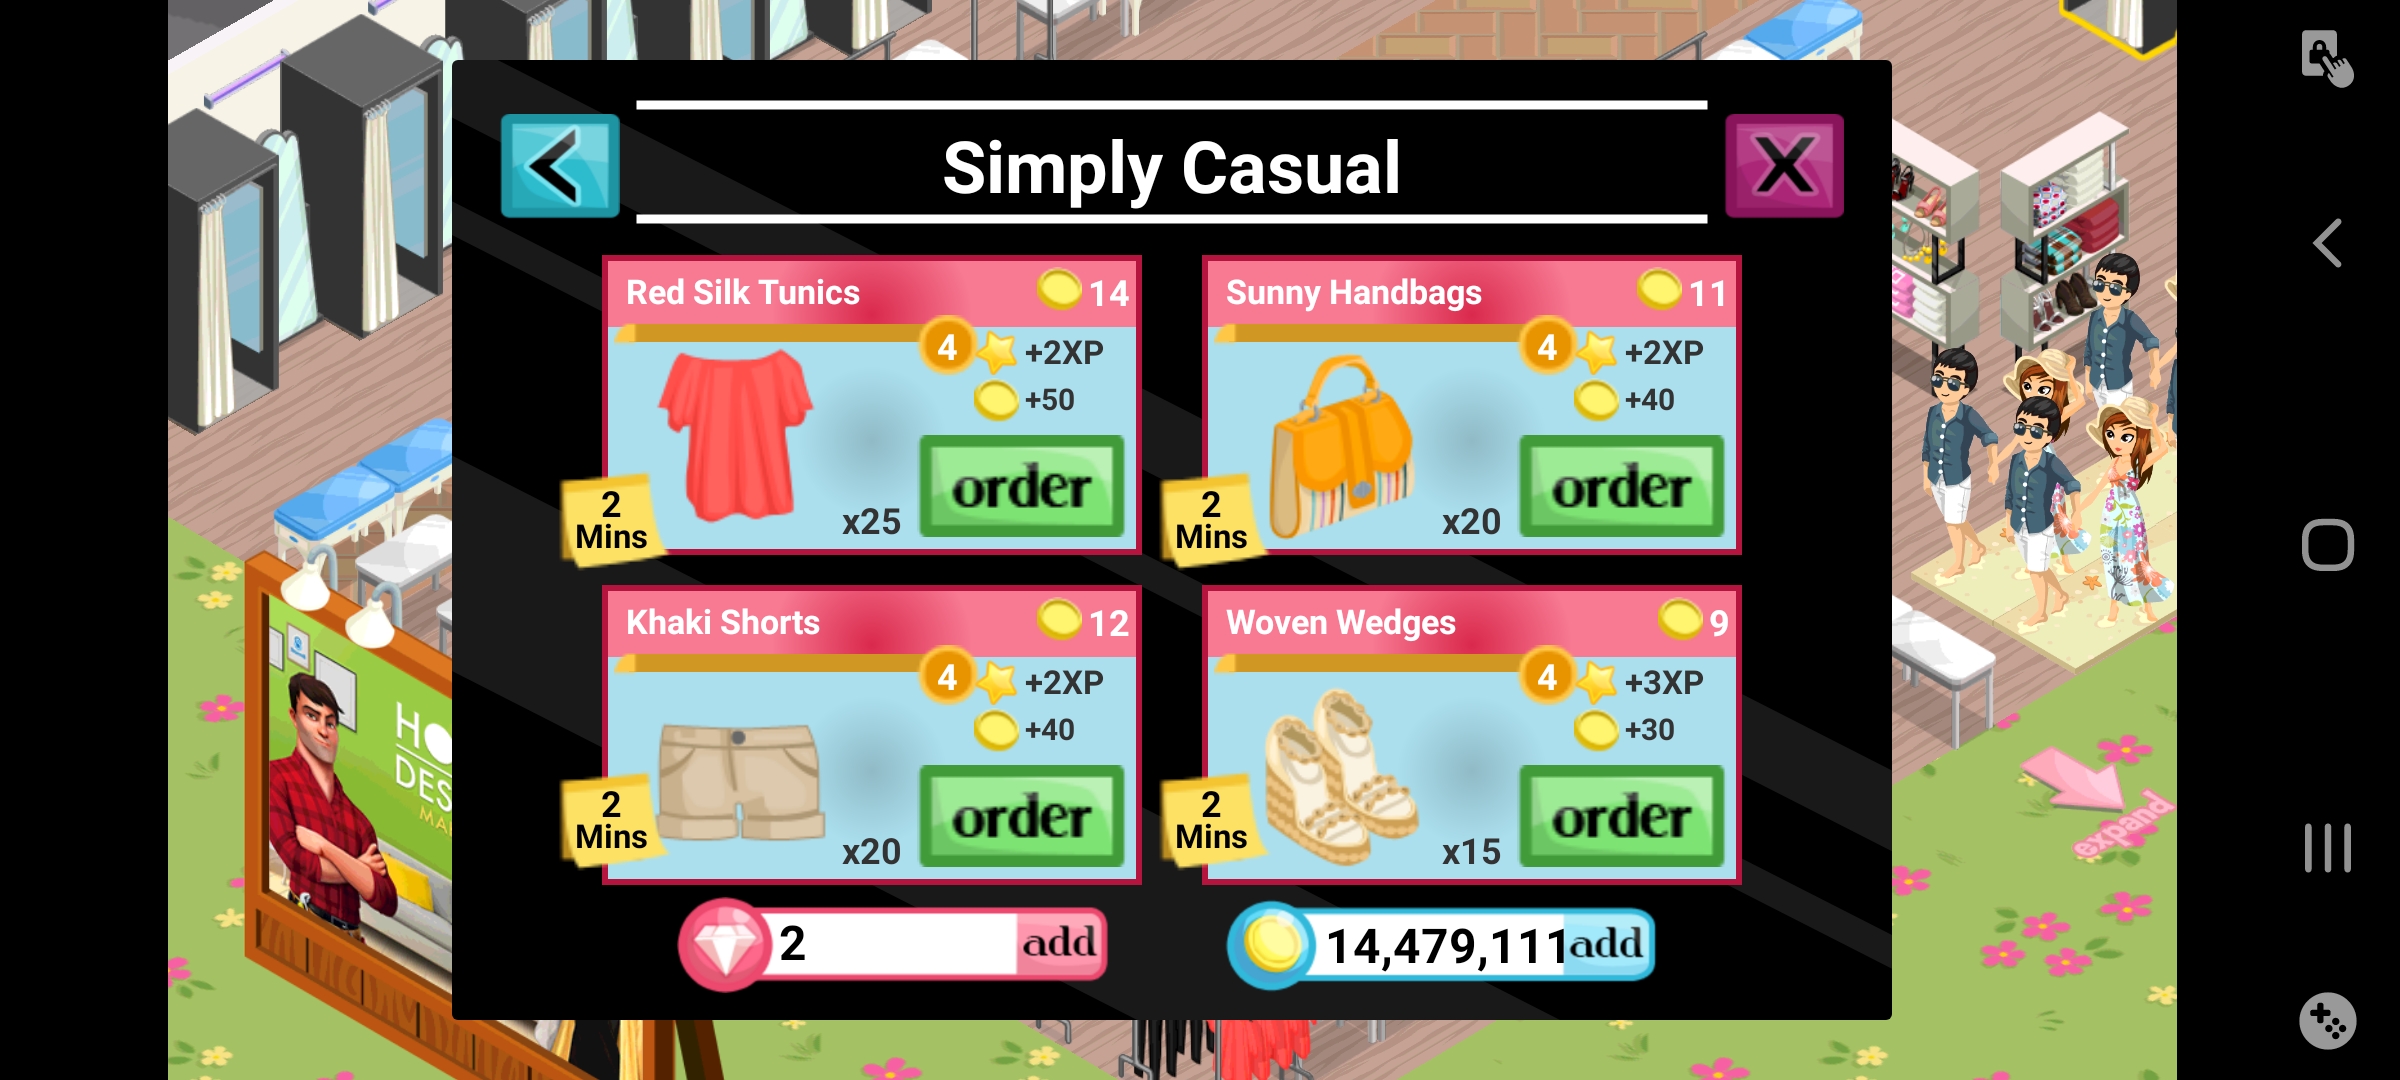 Simply Casual
Red Silk Tunics 14
4 +2XP
+50
order
2
Mins
x25
Sunny Handbags 11
4 +2XP
+40
order
2
Mins
x20
Khaki Shorts 12
4 +2XP
+40
order
2
Mins
x20
Woven Wedges 9
4 +3XP
+30
order
2
Mins
x15
2 add
14,479,111 add
expand